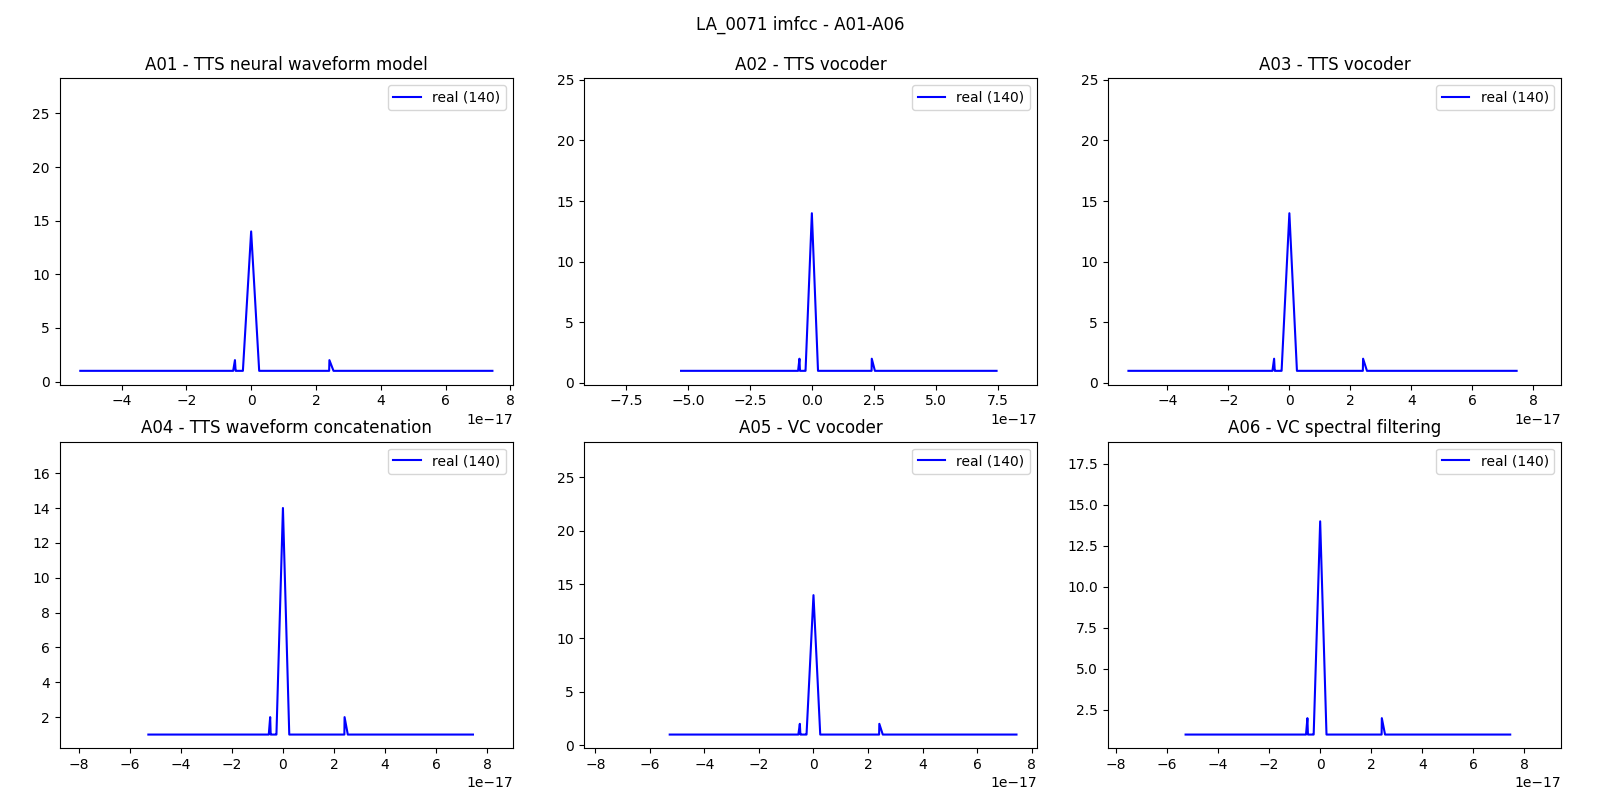 LA_0071 imfcc - A01-A06
A01 - TTS neural waveform model
real (140)
25
20
15
10
5
0
−4 −2 0 2 4 6 8
1e−17
A02 - TTS vocoder
real (140)
25
20
15
10
5
0
−7.5 −5.0 −2.5 0.0 2.5 5.0 7.5
1e−17
A03 - TTS vocoder
real (140)
25
20
15
10
5
0
−4 −2 0 2 4 6 8
1e−17
A04 - TTS waveform concatenation
real (140)
16
14
12
10
8
6
4
2
−8 −6 −4 −2 0 2 4 6 8
1e−17
A05 - VC vocoder
real (140)
25
20
15
10
5
0
−8 −6 −4 −2 0 2 4 6 8
1e−17
A06 - VC spectral filtering
real (140)
17.5
15.0
12.5
10.0
7.5
5.0
2.5
−8 −6 −4 −2 0 2 4 6 8
1e−17